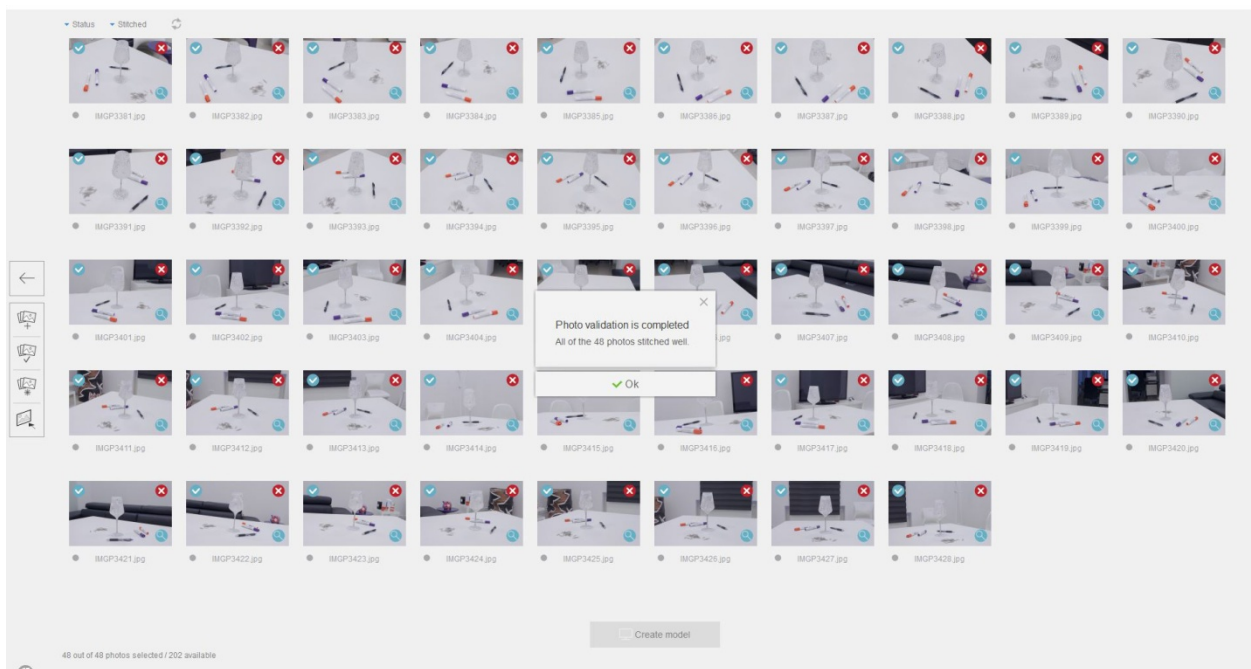 Status Stitched
IMGP3381.jpg IMGP3382.jpg IMGP3383.jpg IMGP3384.jpg IMGP3385.jpg IMGP3386.jpg IMGP3387.jpg IMGP3388.jpg IMGP3389.jpg IMGP3390.jpg
IMGP3391.jpg IMGP3392.jpg IMGP3393.jpg IMGP3394.jpg IMGP3395.jpg IMGP3396.jpg IMGP3397.jpg IMGP3398.jpg IMGP3399.jpg IMGP3400.jpg
Photo validation is completed
All of the 48 photos stitched well.
IMGP3401.jpg IMGP3402.jpg IMGP3403.jpg IMGP3404.jpg IMGP3407.jpg IMGP3408.jpg IMGP3409.jpg IMGP3410.jpg
Ok
IMGP3411.jpg IMGP3412.jpg IMGP3413.jpg IMGP3414.jpg IMGP3415.jpg IMGP3416.jpg IMGP3417.jpg IMGP3418.jpg IMGP3419.jpg IMGP3420.jpg
IMGP3421.jpg IMGP3422.jpg IMGP3423.jpg IMGP3424.jpg IMGP3425.jpg IMGP3426.jpg IMGP3427.jpg IMGP3428.jpg
Create model
48 out of 48 photos selected / 202 available